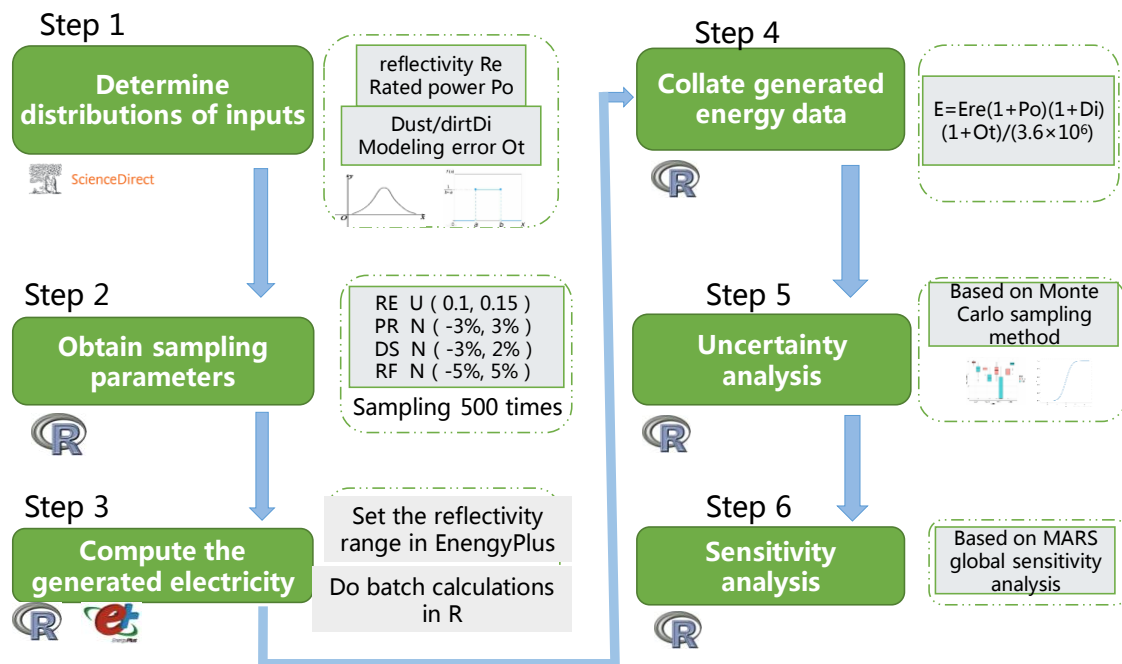 Step 1
Determine
distributions of inputs
ScienceDirect
reflectivity Re
Rated power Po
Dust/dirtDi
Modeling error Ot
Step 2
Obtain sampling
parameters
R
RE U ( 0.1, 0.15 )
PR N ( -3%, 3% )
DS N ( -3%, 2% )
RF N ( -5%, 5% )
Sampling 500 times
Step 3
Compute the
generated electricity
R
et
EnergyPlus
Set the reflectivity
range in EnengyPlus
Do batch calculations
in R
Step 4
Collate generated
energy data
R
E=Ere(1+Po)(1+Di)
(1+Ot)/(3.6×10⁶)
Step 5
Uncertainty
analysis
R
Based on Monte
Carlo sampling
method
Step 6
Sensitivity
analysis
R
Based on MARS
global sensitivity
analysis